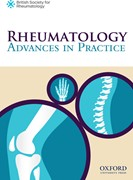 British Society for
Rheumatology
RHEUMATOLOGY
ADVANCES IN PRACTICE
OXFORD
UNIVERSITY PRESS